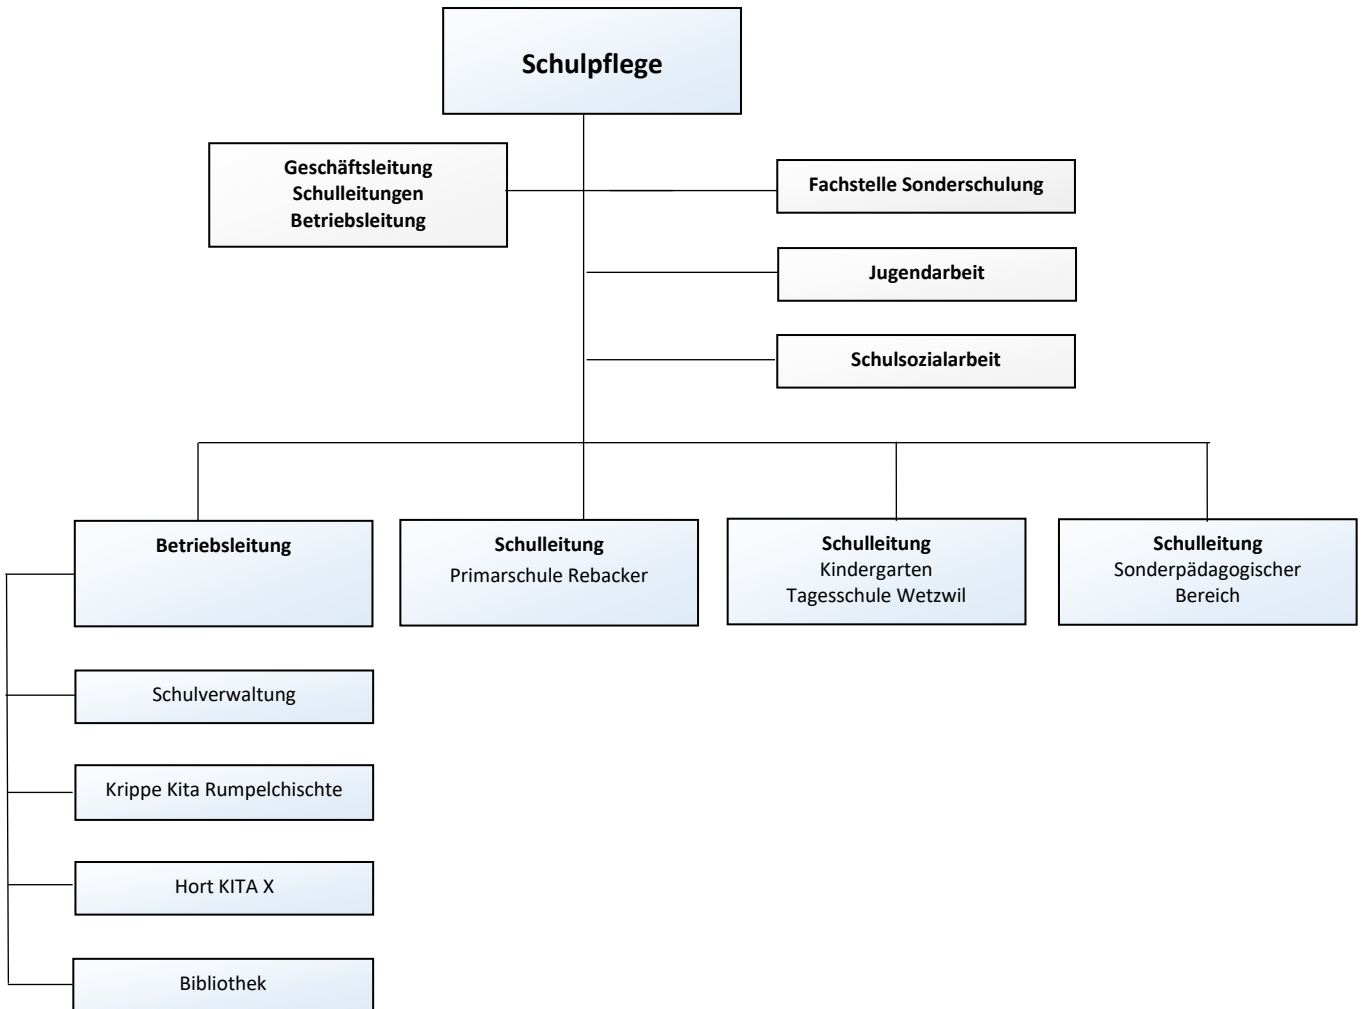 Schulpflege
Geschäftsleitung
Schulleitungen
Betriebsleitung
Fachstelle Sonderschulung
Jugendarbeit
Schulsozialarbeit
Betriebsleitung
Schulleitung
Primarschule Rebacker
Schulleitung
Kindergarten
Tagesschule Wetzwil
Schulleitung
Sonderpädagogischer
Bereich
Schulverwaltung
Krippe Kita Rumpelchischte
Hort KITA X
Bibliothek